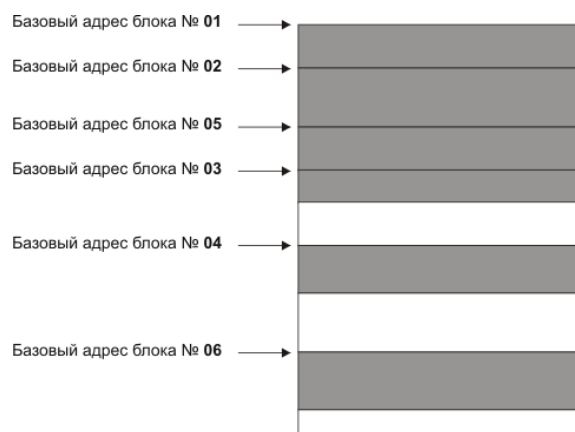 Базовый адрес блока № 01
Базовый адрес блока № 02
Базовый адрес блока № 05
Базовый адрес блока № 03
Базовый адрес блока № 04
Базовый адрес блока № 06